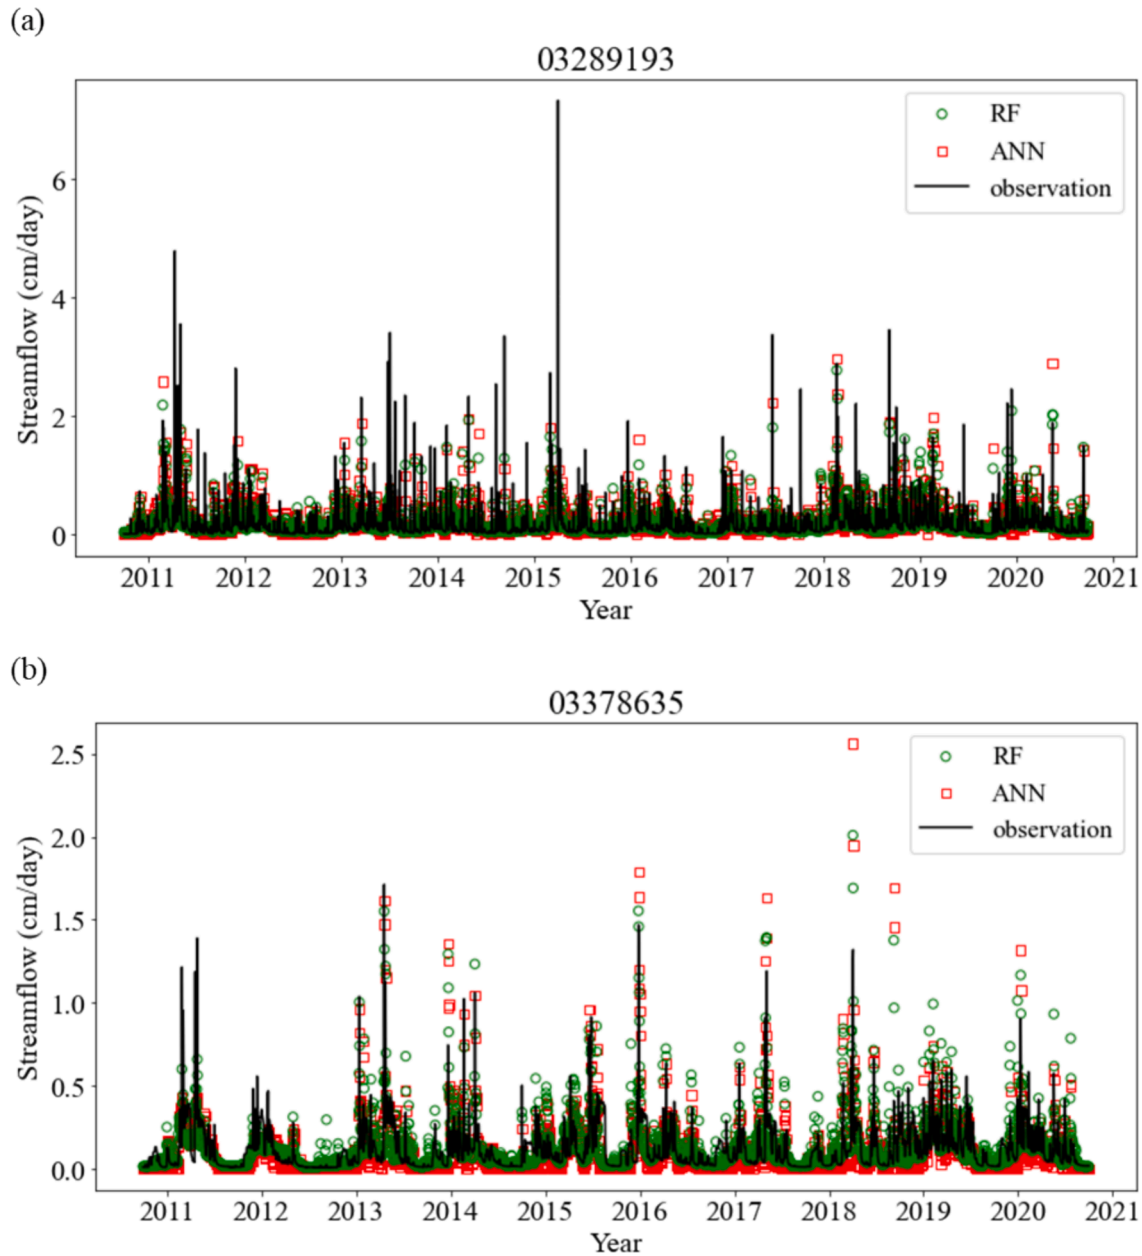 (a)
03289193
RF
ANN
observation
Streamflow (cm/day)
6
4
2
0
2011 2012 2013 2014 2015 2016 2017 2018 2019 2020 2021
Year
(b)
03378635
RF
ANN
observation
Streamflow (cm/day)
2.5
2.0
1.5
1.0
0.5
0.0
2011 2012 2013 2014 2015 2016 2017 2018 2019 2020 2021
Year